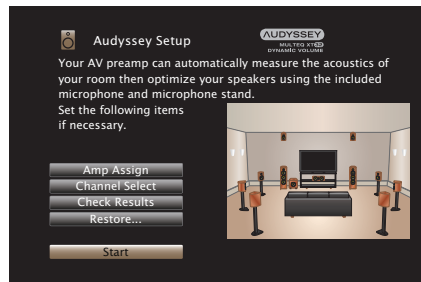 Audyssey Setup
AUDYSSEY
MULTEQ XT32
DYNAMIC VOLUME
Your AV preamp can automatically measure the acoustics of
your room then optimize your speakers using the included
microphone and microphone stand.
Set the following items
if necessary.
Amp Assign
Channel Select
Check Results
Restore...
Start